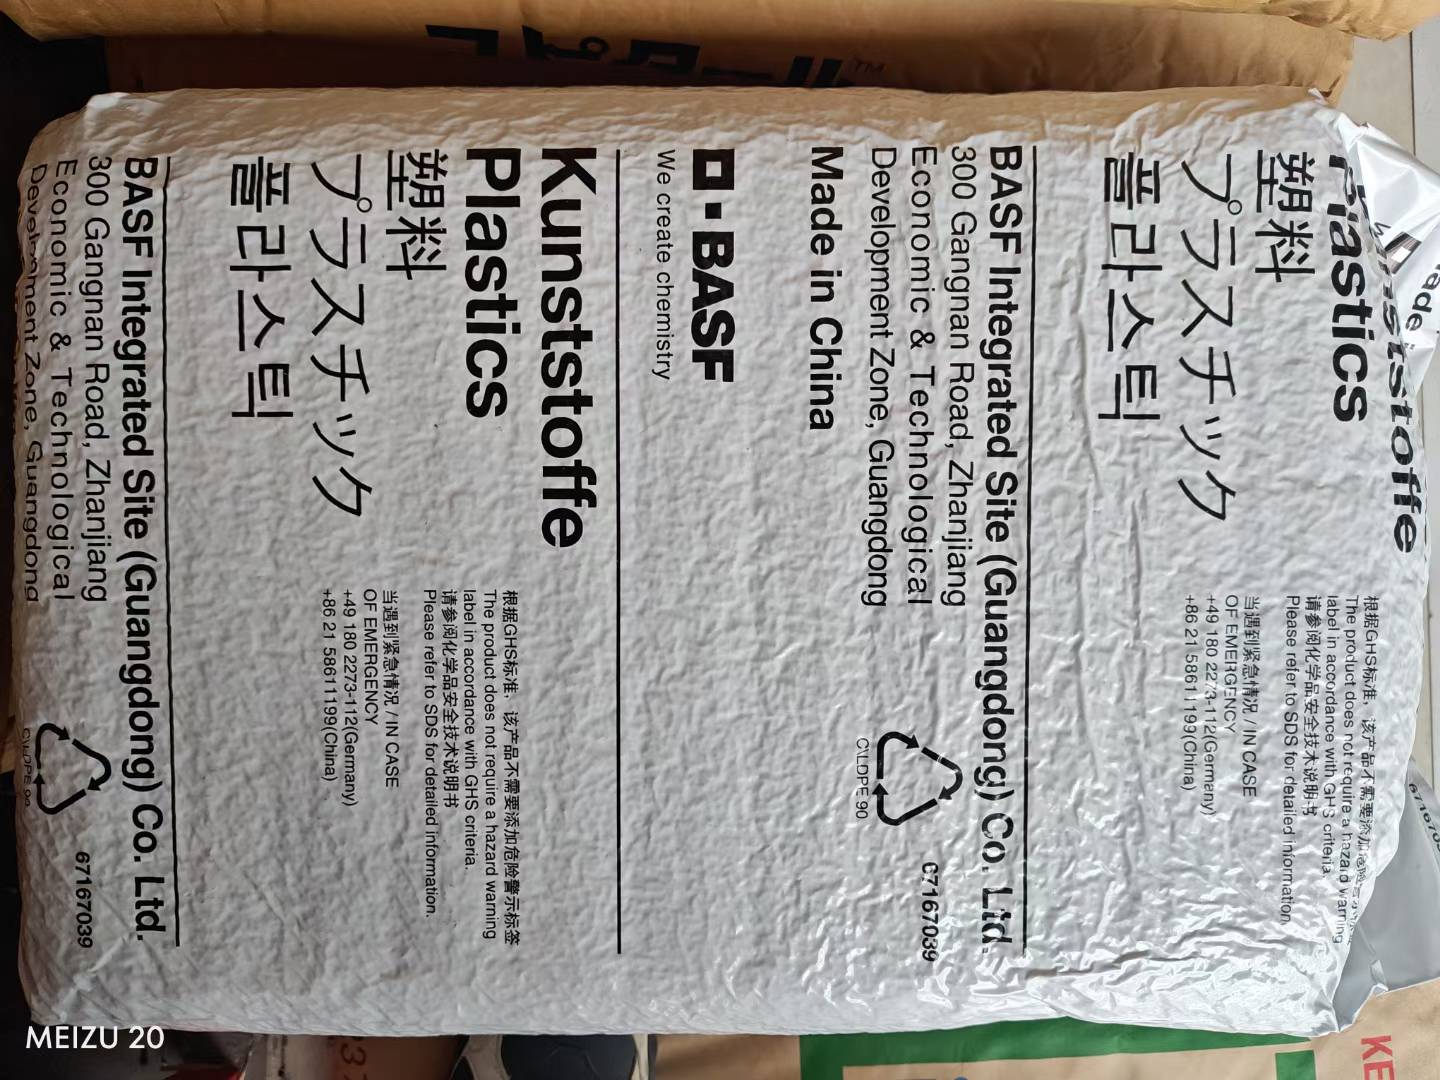 Kunststoffe
Plastics
塑料
プラスチック
플라스틱
根据GHS标准，该产品不需要添加
The product does not require a hazard warning
label in accordance with GHS criteria.
请参阅化学品安全技术说明书
Please refer to SDS for detailed information.
当遇到紧急情况 / IN CASE
OF EMERGENCY
+49 180 2273-112(Germany)
+86 21 58611199(China)
BASF Integrated Site (Guangdong) Co. Ltd.
300 Gangnan Road, Zhanjiang
Economic & Technological
Development Zone, Guangdong
Made in China
C/LDPE 90
67167039
BASF
We create chemistry
Kunststoffe
Plastics
塑料
プラスチック
플라스틱
根据GHS标准，该产品不需要添加危险警示标签
The product does not require a hazard warning
label in accordance with GHS criteria.
请参阅化学品安全技术说明书
Please refer to SDS for detailed information.
当遇到紧急情况 / IN CASE
OF EMERGENCY
+49 180 2273-112(Germany)
+86 21 58611199(China)
BASF Integrated Site (Guangdong) Co. Ltd.
300 Gangnan Road, Zhanjiang
Economic & Technological
Development Zone, Guangdong
C/LDPE 90
67167039
MEIZU 20